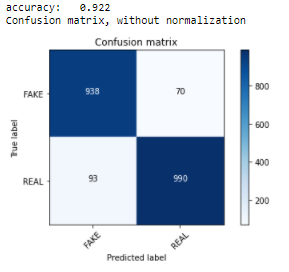 accuracy:   0.922
Confusion matrix, without normalization
Confusion matrix
FAKE 938 70
800
600
True label
400
REAL 93 990
200
FAKE REAL
Predicted label